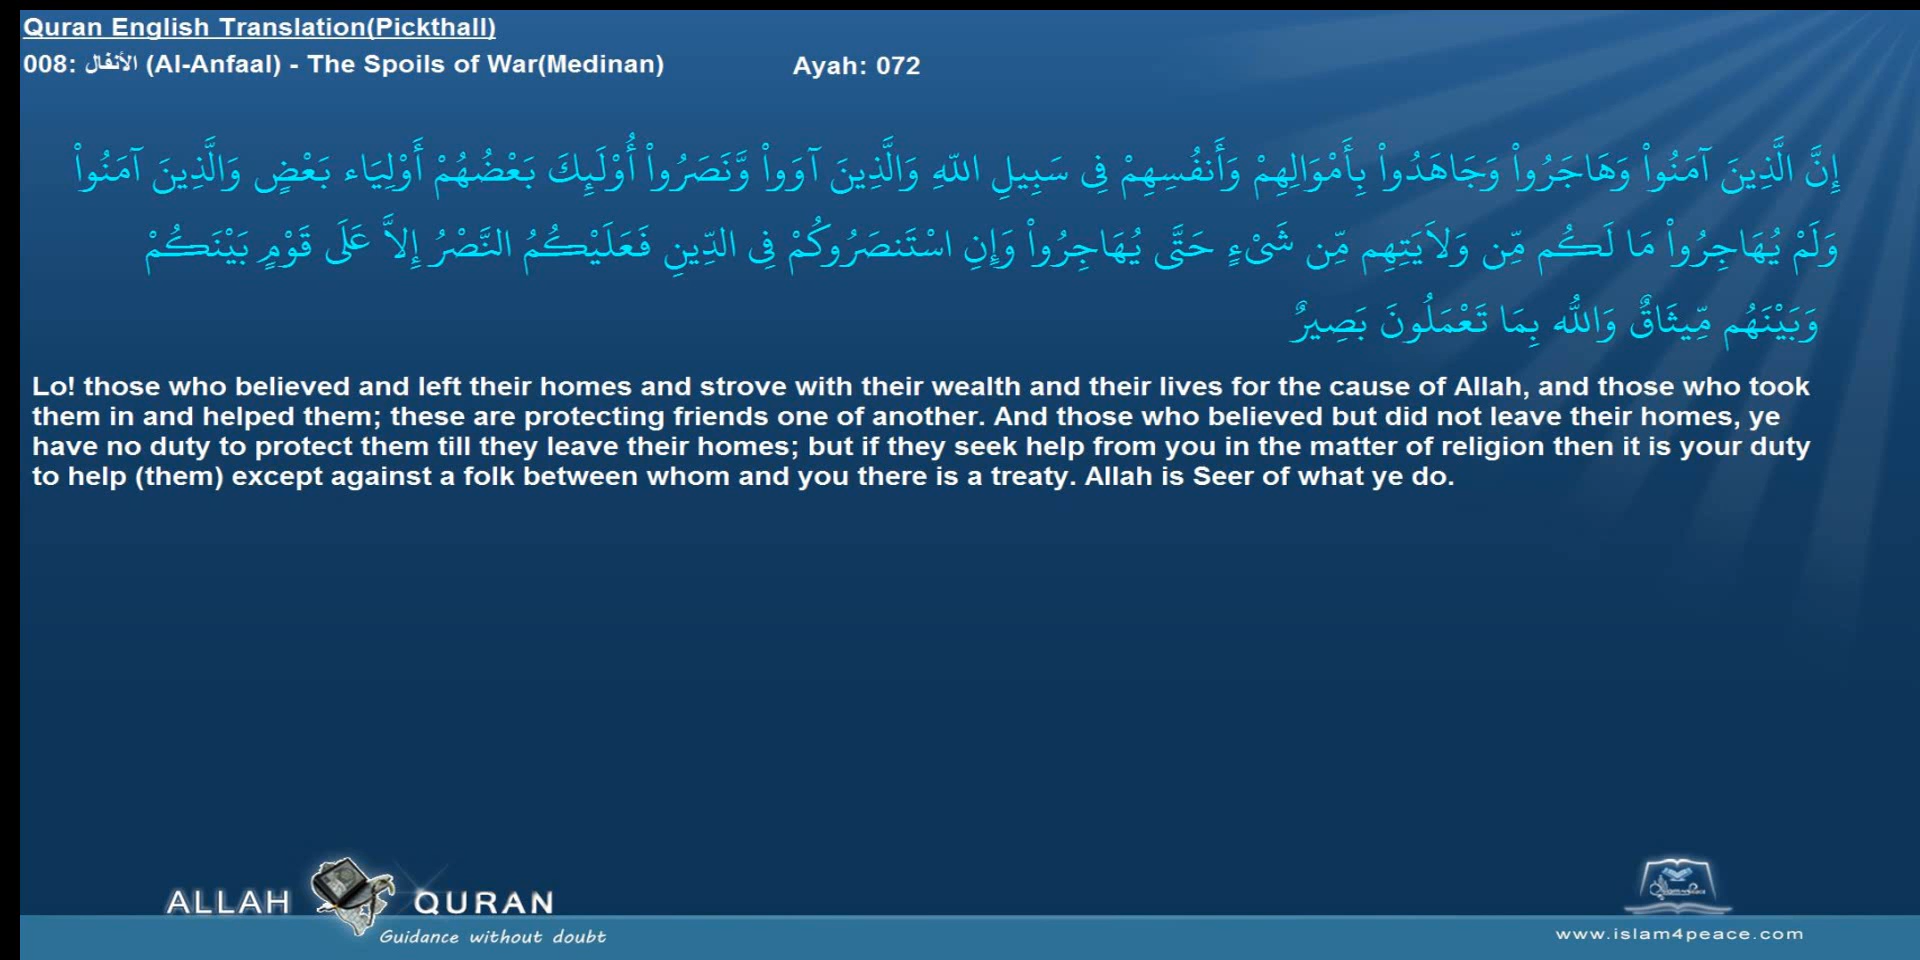 Quran English Translation(Pickthall)
008: الأنفال (Al-Anfaal) - The Spoils of War(Medinan) Ayah: 072
إِنَّ الَّذِينَ آمَنُواْ وَهَاجَرُواْ وَجَاهَدُواْ بِأَمْوَالِهِمْ وَأَنفُسِهِمْ فِى سَبِيلِ اللّهِ وَالَّذِينَ آوَواْ وَّنَصَرُواْ أُوْلَـئِكَ بَعْضُهُمْ أَوْلِيَاء بَعْضٍ وَالَّذِينَ آمَنُواْ
وَلَمْ يُهَاجِرُواْ مَا لَكُم مِّن وَلاَيَتِهِم مِّن شَىْءٍ حَتَّى يُهَاجِرُواْ وَإِنِ اسْتَنصَرُوكُمْ فِى الدِّينِ فَعَلَيْكُمُ النَّصْرُ إِلاَّ عَلَى قَوْمٍ بَيْنَكُمْ
وَبَيْنَهُم مِّيثَاقٌ وَاللّهُ بِمَا تَعْمَلُونَ بَصِيرٌ
Lo! those who believed and left their homes and strove with their wealth and their lives for the cause of Allah, and those who took
them in and helped them; these are protecting friends one of another. And those who believed but did not leave their homes, ye
have no duty to protect them till they leave their homes; but if they seek help from you in the matter of religion then it is your duty
to help (them) except against a folk between whom and you there is a treaty. Allah is Seer of what ye do.
ALLAH QURAN
Guidance without doubt
www.islam4peace.com